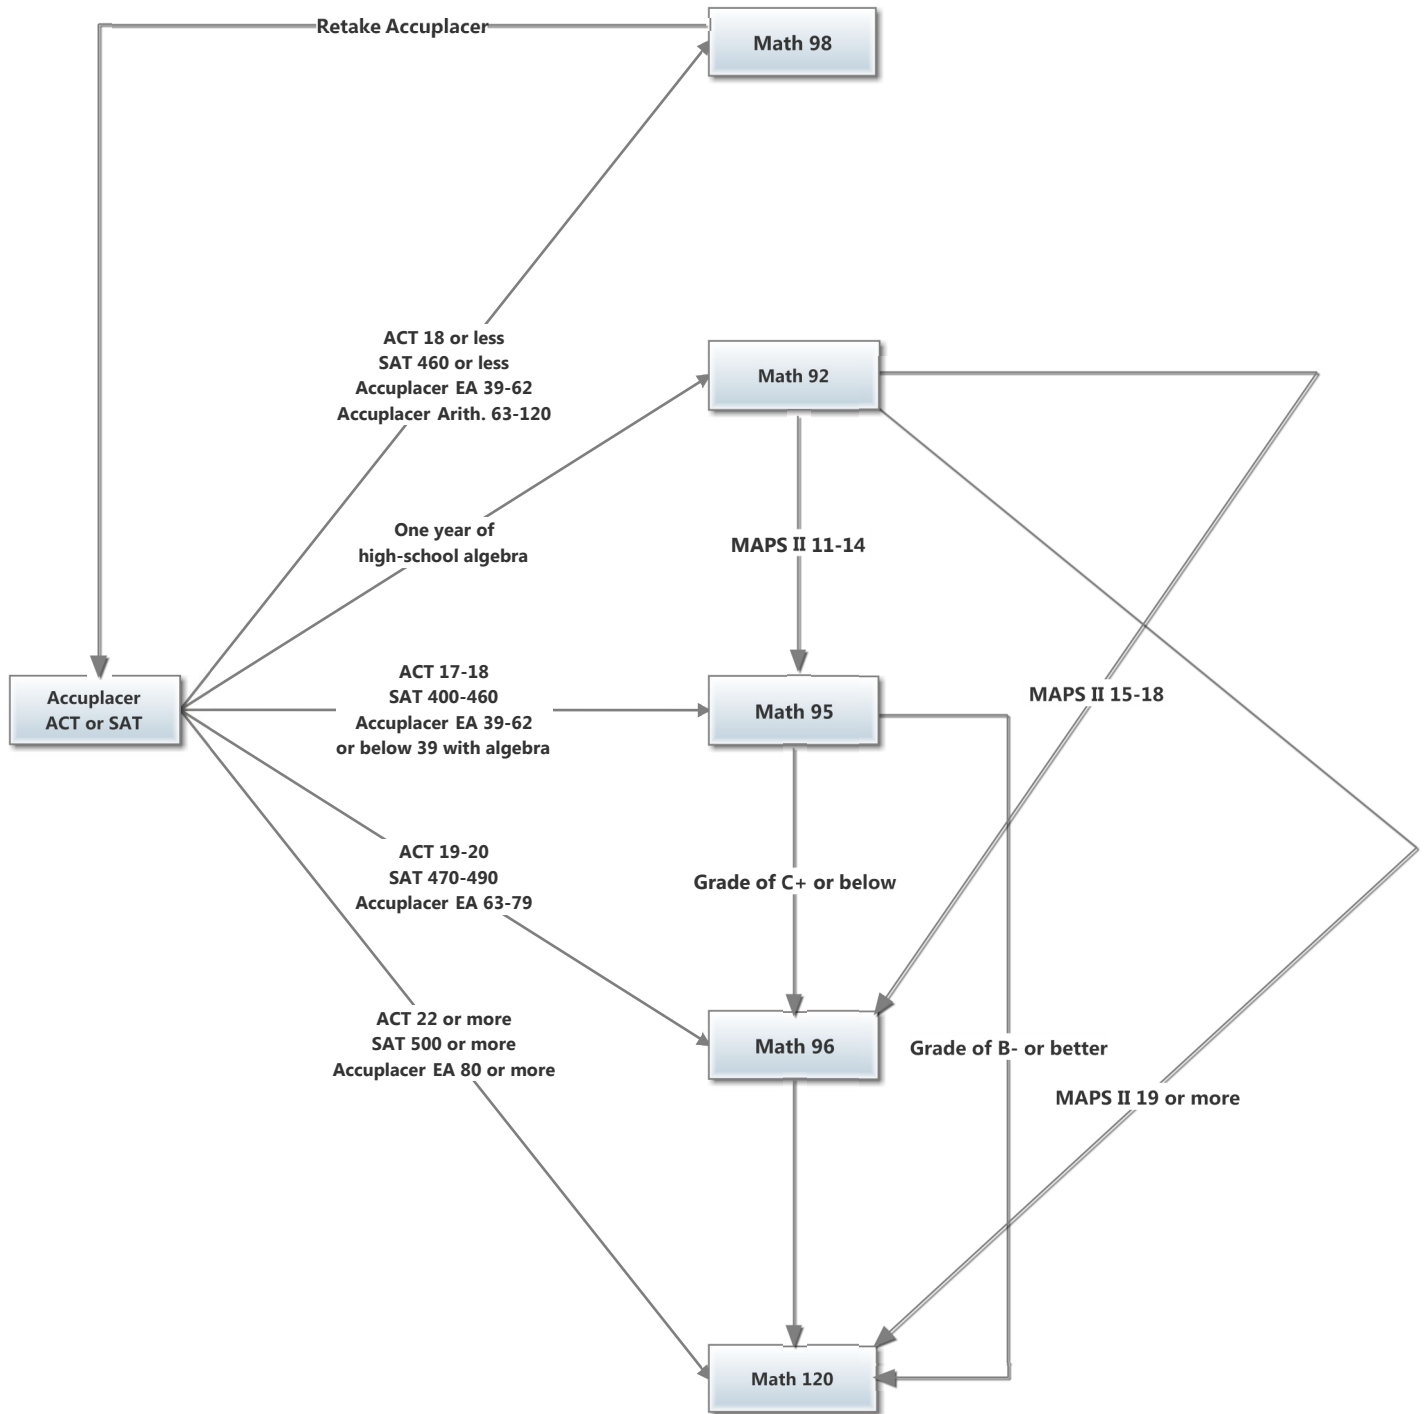 Retake Accuplacer
Math 98
ACT 18 or less
SAT 460 or less
Accuplacer EA 39-62
Accuplacer Arith. 63-120
Math 92
One year of
high-school algebra
MAPS II 11-14
Accuplacer
ACT or SAT
ACT 17-18
SAT 400-460
Accuplacer EA 39-62
or below 39 with algebra
Math 95
MAPS II 15-18
ACT 19-20
SAT 470-490
Accuplacer EA 63-79
Grade of C+ or below
ACT 22 or more
SAT 500 or more
Accuplacer EA 80 or more
Math 96
Grade of B- or better
MAPS II 19 or more
Math 120